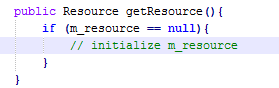 public Resource getResource(){
if (m_resource == null){
// initialize m_resource
}
}